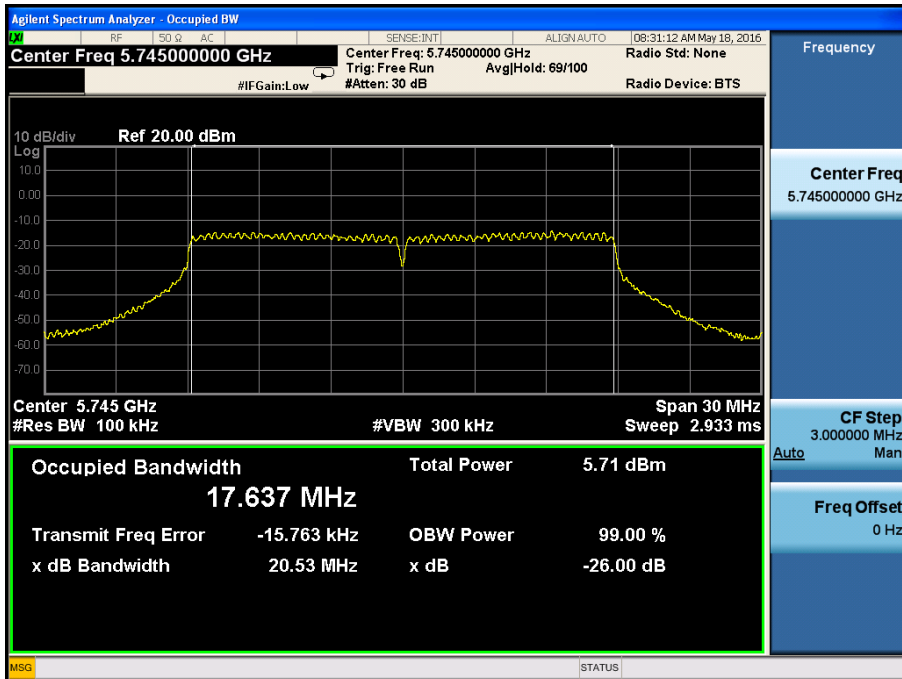 Agilent Spectrum Analyzer - Occupied BW
LXI RF 50 Ω AC SENSE:INT ALIGN AUTO 08:31:12 AM May 18, 2016
Center Freq 5.745000000 GHz
Center Freq: 5.745000000 GHz
Radio Std: None
Trig: Free Run Avg|Hold: 69/100
#IFGain:Low
#Atten: 30 dB
Radio Device: BTS
10 dB/div Ref 20.00 dBm
Log
10.0
0.00
-10.0
-20.0
-30.0
-40.0
-50.0
-60.0
-70.0
Center 5.745 GHz Span 30 MHz
#Res BW 100 kHz #VBW 300 kHz Sweep 2.933 ms
Occupied Bandwidth Total Power 5.71 dBm
17.637 MHz
Transmit Freq Error -15.763 kHz OBW Power 99.00 %
x dB Bandwidth 20.53 MHz x dB -26.00 dB
MSG STATUS
Frequency
Center Freq
5.745000000 GHz
CF Step
3.000000 MHz
Auto Man
Freq Offset
0 Hz